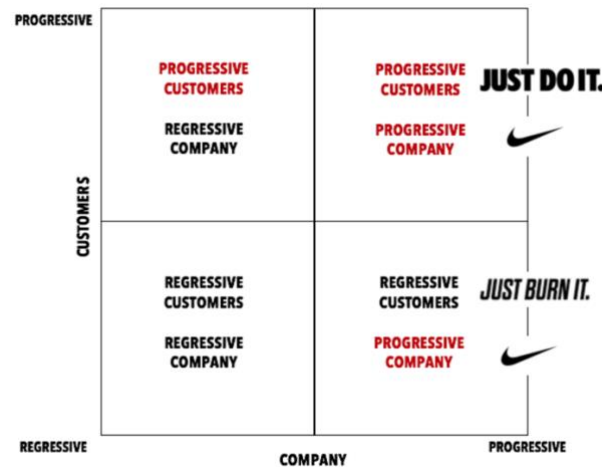 PROGRESSIVE
PROGRESSIVE
CUSTOMERS
REGRESSIVE
COMPANY
PROGRESSIVE
CUSTOMERS
PROGRESSIVE
COMPANY
JUST DO IT.
CUSTOMERS
REGRESSIVE
CUSTOMERS
REGRESSIVE
COMPANY
REGRESSIVE
CUSTOMERS
PROGRESSIVE
COMPANY
JUST BURN IT.
REGRESSIVE
COMPANY
PROGRESSIVE